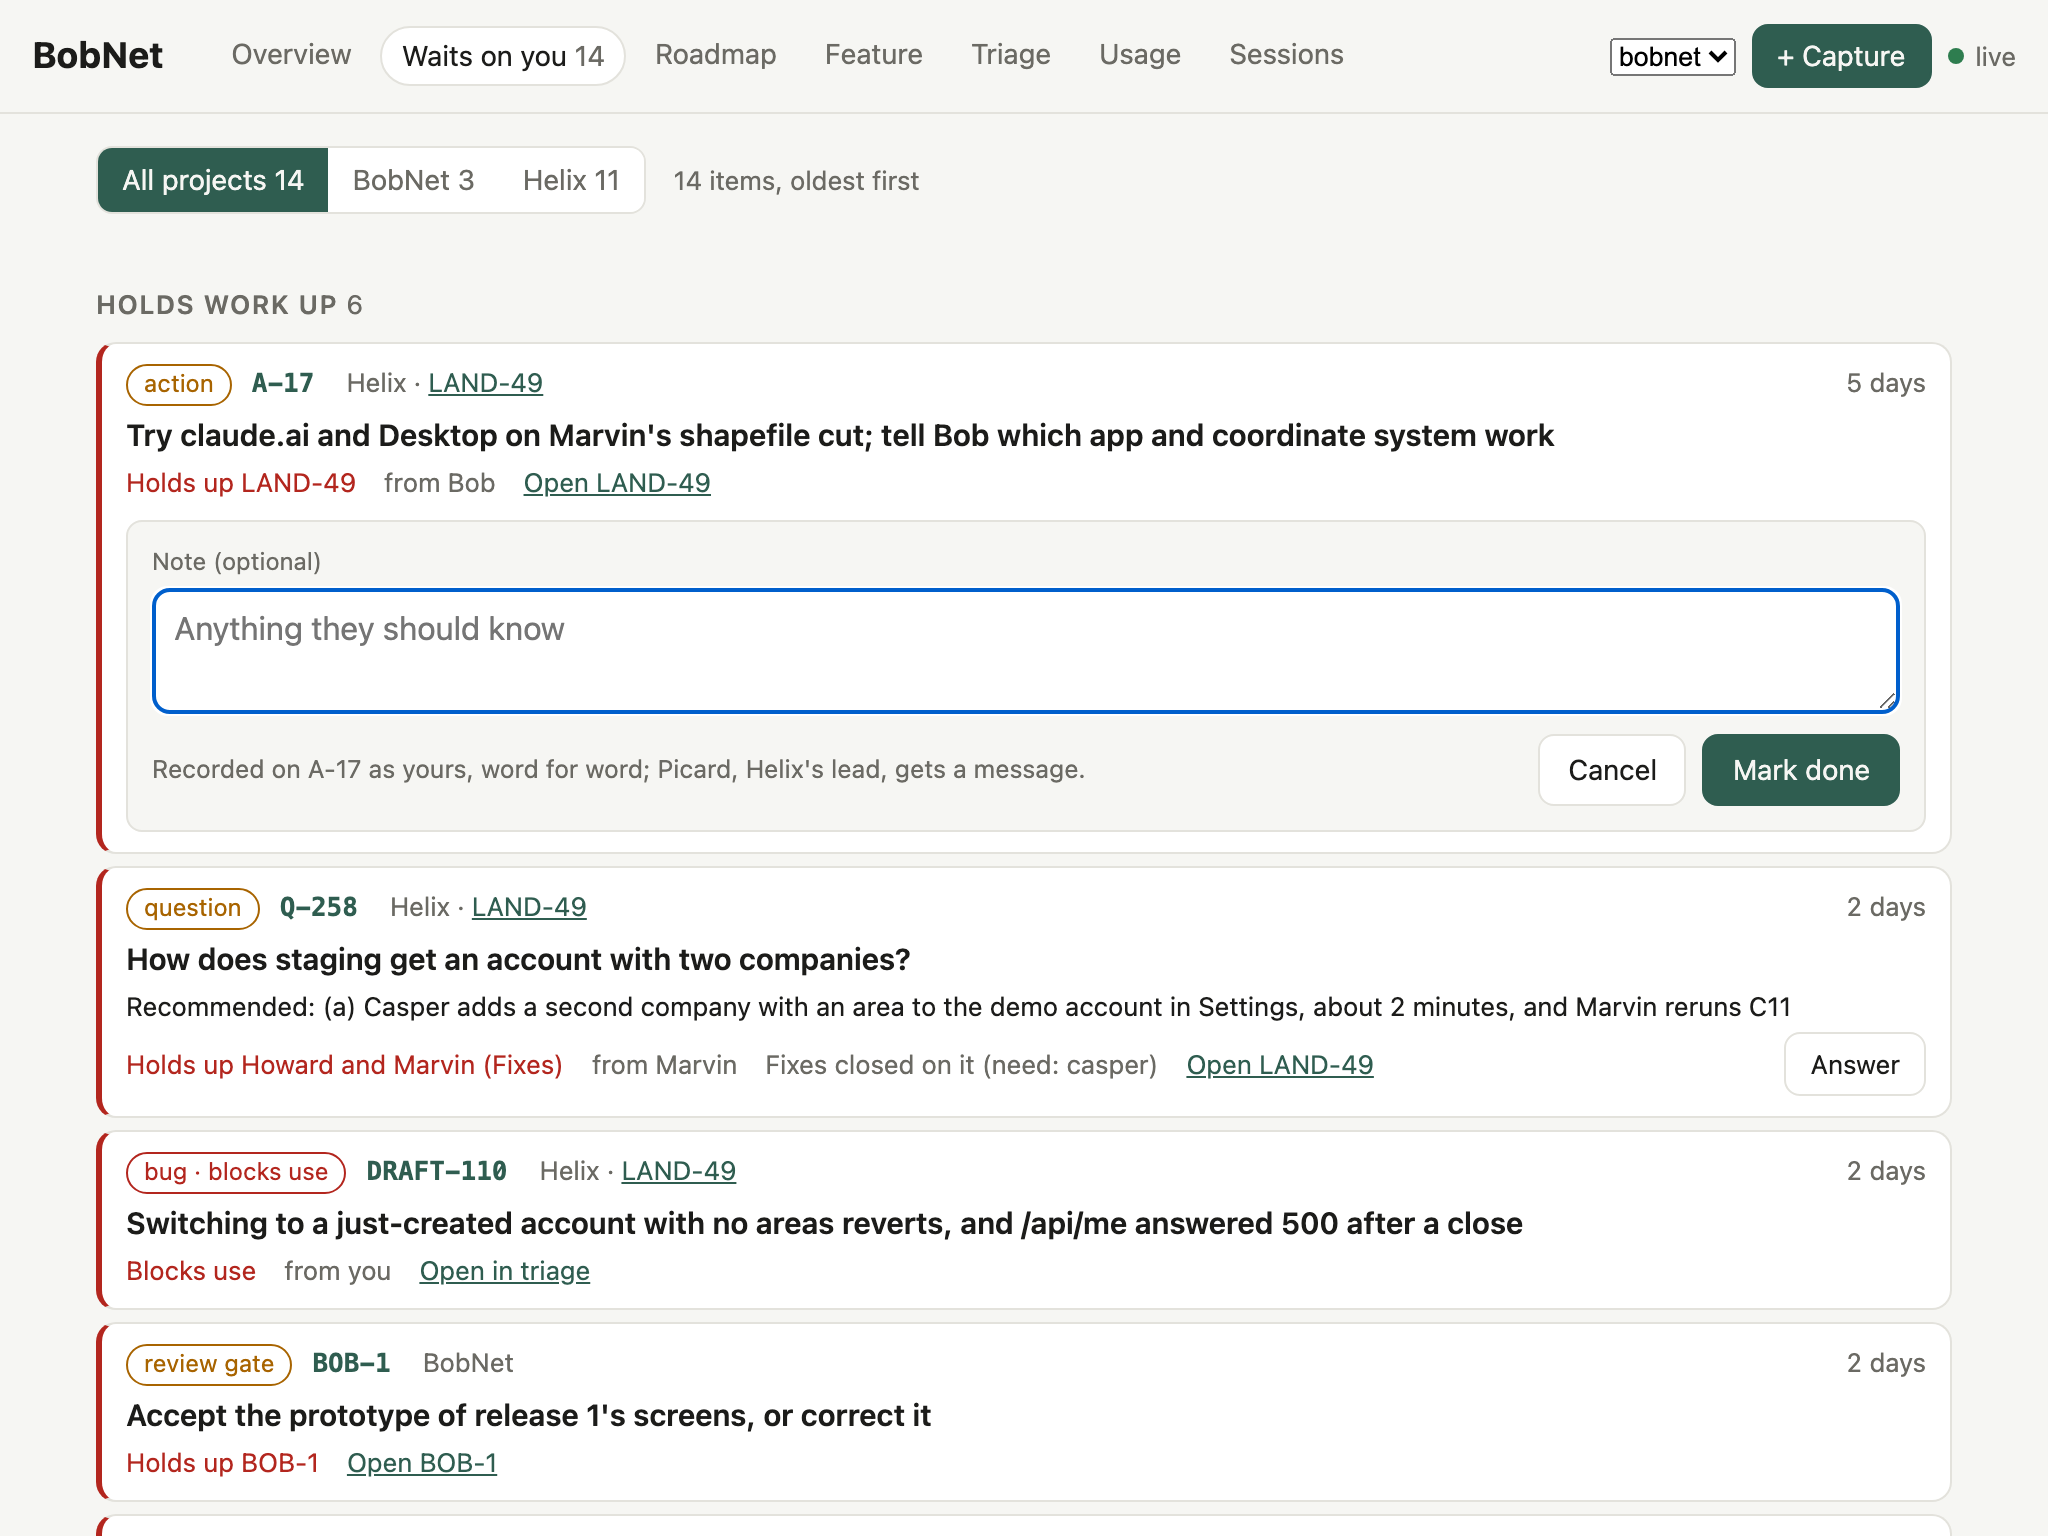 BobNet
Overview
Waits on you 14
Roadmap
Feature
Triage
Usage
Sessions
bobnet
+ Capture
live
All projects 14
BobNet 3
Helix 11
14 items, oldest first
HOLDS WORK UP 6
action A-17 Helix · LAND-49 5 days
Try claude.ai and Desktop on Marvin's shapefile cut; tell Bob which app and coordinate system work
Holds up LAND-49 from Bob Open LAND-49
Note (optional)
Anything they should know
Recorded on A-17 as yours, word for word; Picard, Helix's lead, gets a message.
Cancel
Mark done
question Q-258 Helix · LAND-49 2 days
How does staging get an account with two companies?
Recommended: (a) Casper adds a second company with an area to the demo account in Settings, about 2 minutes, and Marvin reruns C11
Holds up Howard and Marvin (Fixes) from Marvin Fixes closed on it (need: casper) Open LAND-49
Answer
bug · blocks use DRAFT-110 Helix · LAND-49 2 days
Switching to a just-created account with no areas reverts, and /api/me answered 500 after a close
Blocks use from you Open in triage
review gate BOB-1 BobNet 2 days
Accept the prototype of release 1's screens, or correct it
Holds up BOB-1 Open BOB-1